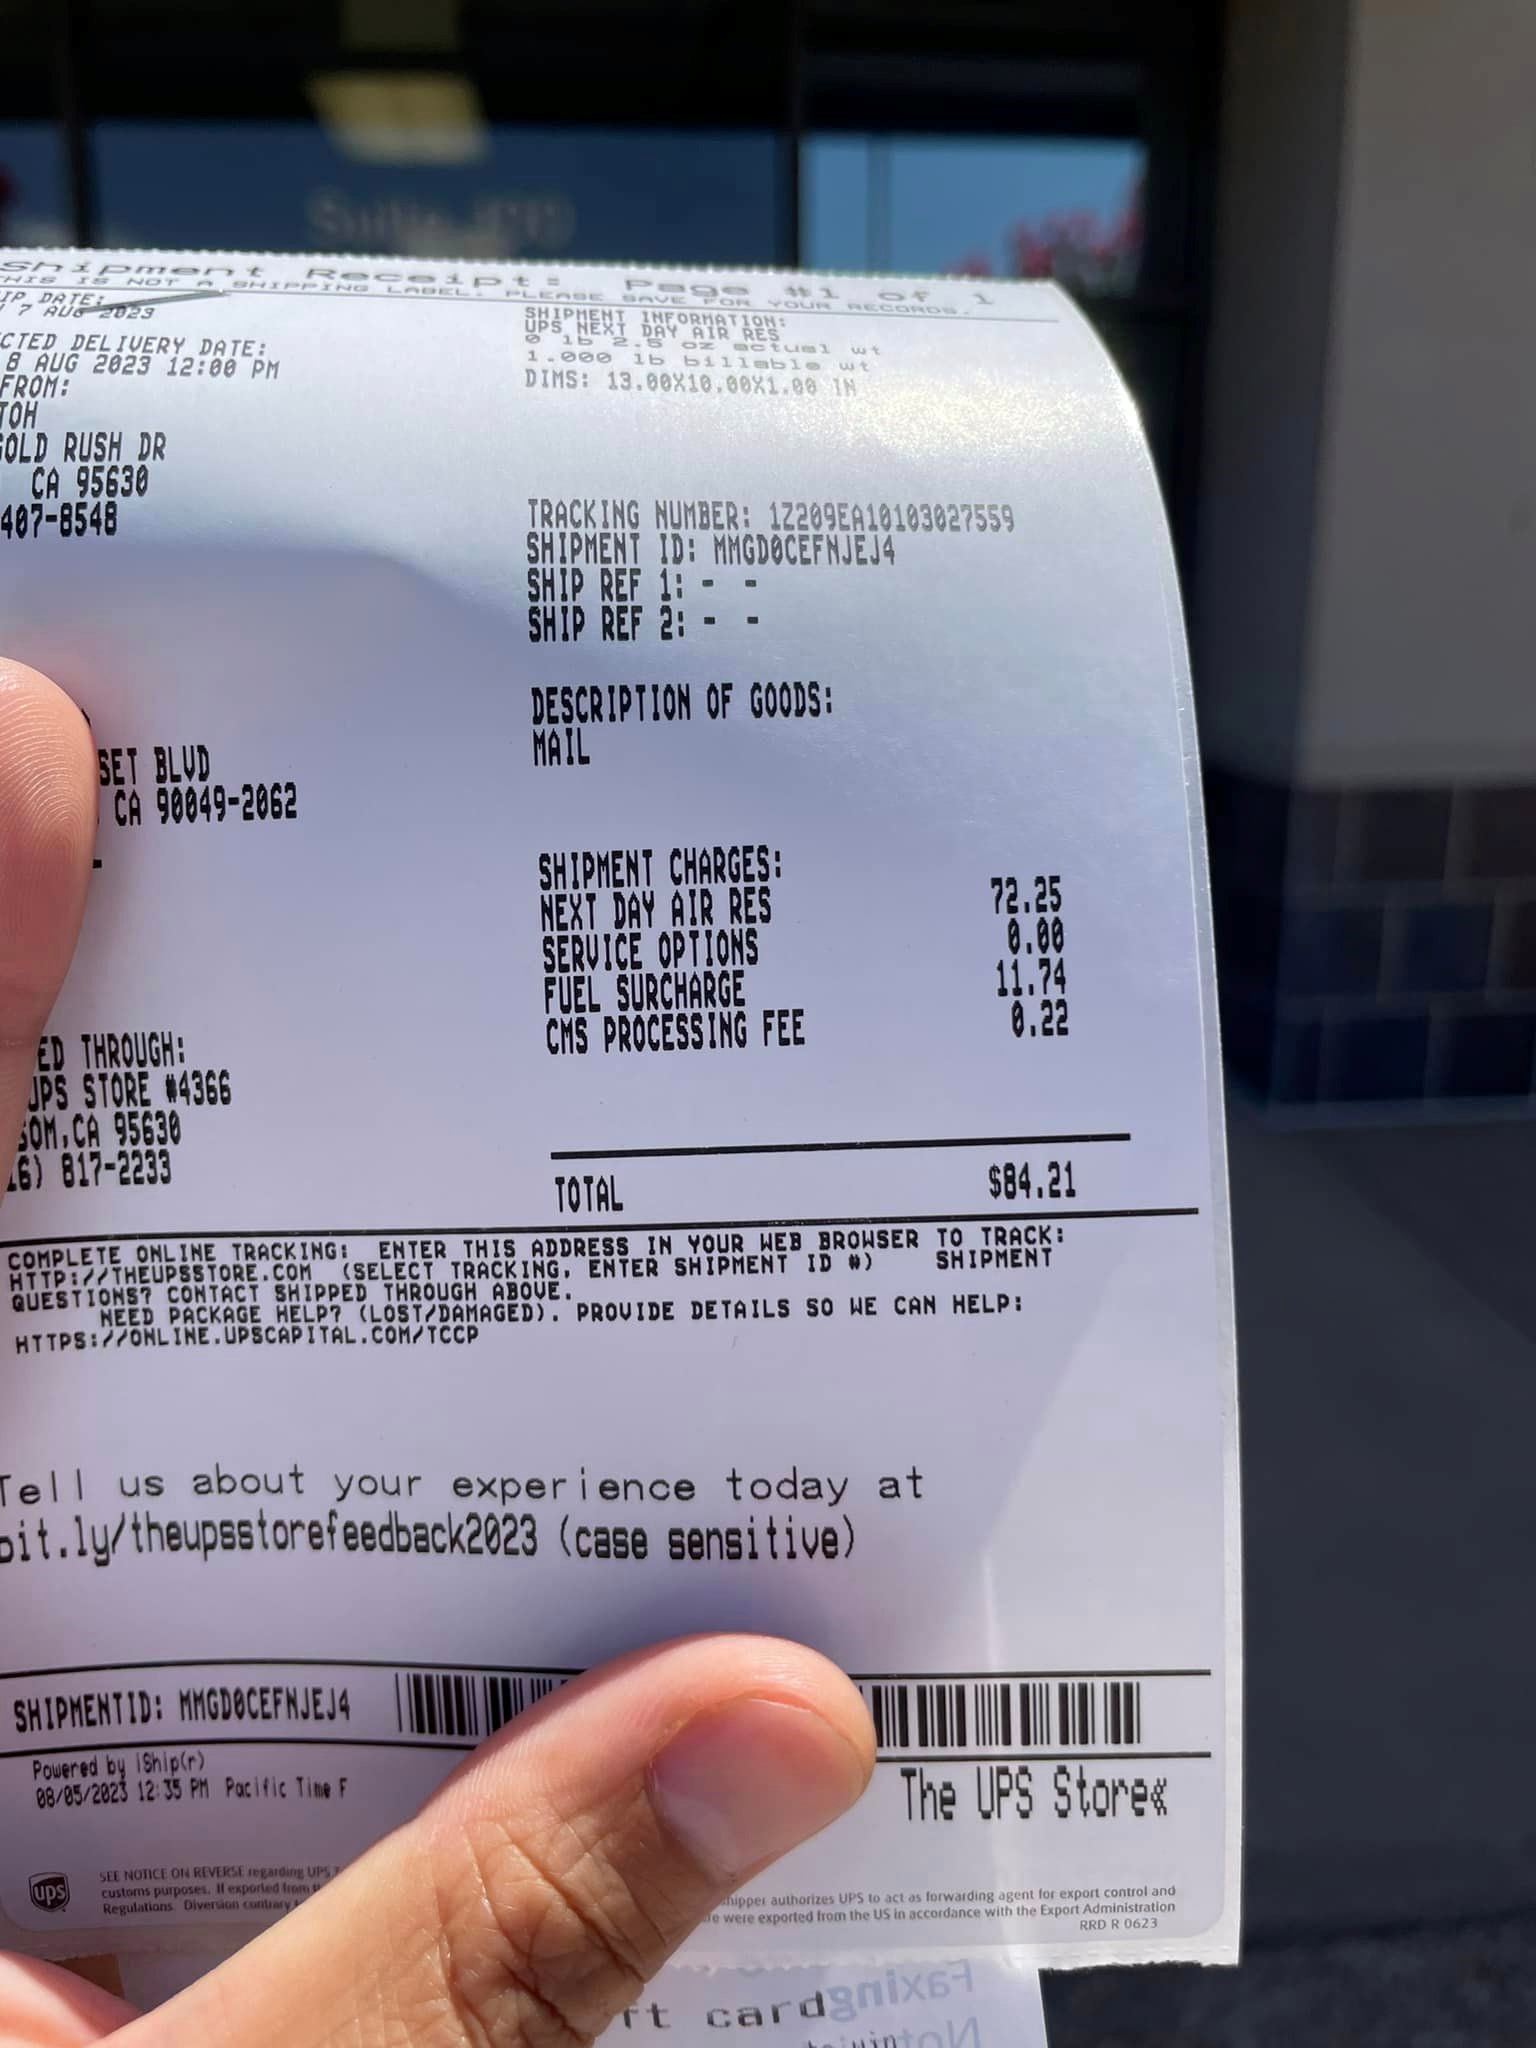 Shipment Receipt: Page #1 of 1
THIS IS NOT A SHIPPING LABEL. PLEASE SAVE FOR YOUR RECORDS.
IP DATE:
7 AUG 2023
CTED DELIVERY DATE:
8 AUG 2023 12:00 PM
FROM:
TOH
GOLD RUSH DR
CA 95630
407-8548
SHIPMENT INFORMATION:
UPS NEXT DAY AIR RES
0 lb 2.5 oz actual wt
1.000 lb billable wt
DIMS: 13.00X10.00X1.00 IN
TRACKING NUMBER: 1Z209EA10103027559
SHIPMENT ID: MMGD0CEFNJEJ4
SHIP REF 1: - -
SHIP REF 2: - -
DESCRIPTION OF GOODS:
MAIL
SET BLVD
CA 90049-2062
SHIPMENT CHARGES:
NEXT DAY AIR RES 72.25
SERVICE OPTIONS 0.00
FUEL SURCHARGE 11.74
CMS PROCESSING FEE 0.22
ED THROUGH:
UPS STORE #4366
SOM,CA 95630
16) 817-2233
TOTAL $84.21
COMPLETE ONLINE TRACKING: ENTER THIS ADDRESS IN YOUR WEB BROWSER TO TRACK:
HTTP://THEUPSSTORE.COM (SELECT TRACKING, ENTER SHIPMENT ID #) SHIPMENT
QUESTIONS? CONTACT SHIPPED THROUGH ABOVE.
NEED PACKAGE HELP? (LOST/DAMAGED). PROVIDE DETAILS SO WE CAN HELP:
HTTPS://ONLINE.UPSCAPITAL.COM/TCCP
Tell us about your experience today at
bit.ly/theupsstorefeedback2023 (case sensitive)
SHIPMENTID: MMGD0CEFNJEJ4
Powered by iShip(r)
08/05/2023 12:35 PM Pacific Time F
The UPS Store«
ups
SEE NOTICE ON REVERSE regarding UPS
customs purposes. If exported from
Regulations. Diversion contrary
hipper authorizes UPS to act as forwarding agent for export control and
were exported from the US in accordance with the Export Administration
RRD R 0623
ft card
Faxing